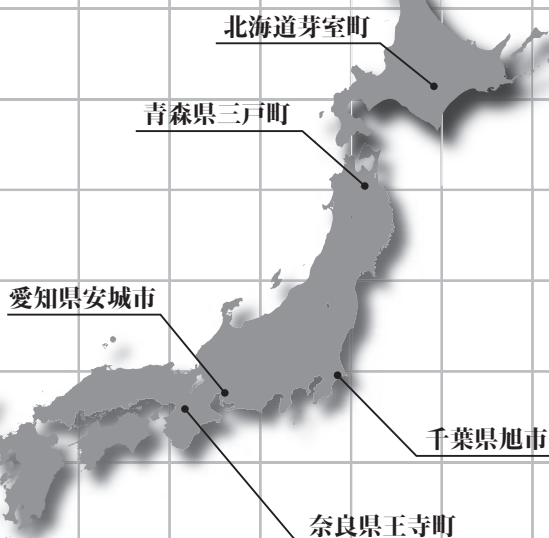 北海道芽室町
青森県三戸町
愛知県安城市
千葉県旭市
奈良県王寺町